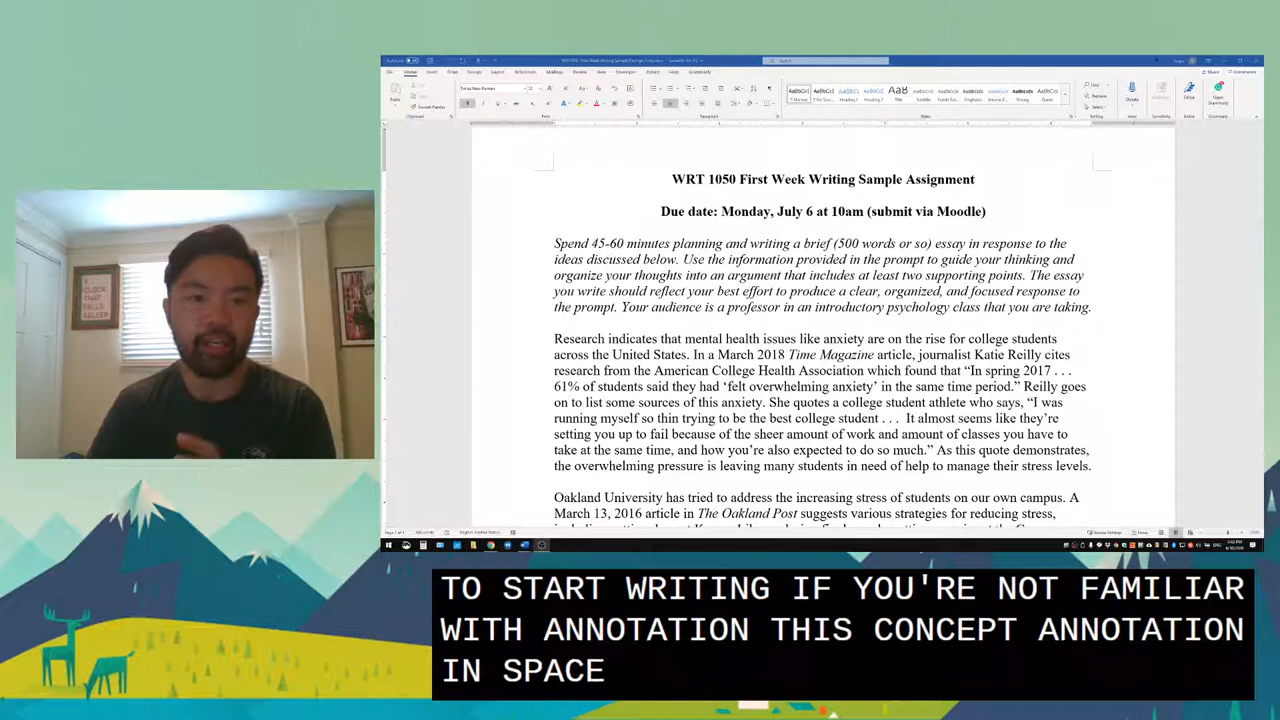 WRT 1050 First Week Writing Sample Assignment
Due date: Monday, July 6 at 10am (submit via Moodle)
Spend 45-60 minutes planning and writing a brief (500 words or so) essay in response to the
ideas discussed below. Use the information provided in the prompt to guide your thinking and
organize your thoughts into an argument that includes at least two supporting points. The essay
you write should reflect your best effort to produce a clear, organized, and focused response to
the prompt. Your audience is a professor in an introductory psychology class that you are taking.
Research indicates that mental health issues like anxiety are on the rise for college students
across the United States. In a March 2018 Time Magazine article, journalist Katie Reilly cites
research from the American College Health Association which found that “In spring 2017 . . .
61% of students said they had ‘felt overwhelming anxiety’ in the same time period.” Reilly goes
on to list some sources of this anxiety. She quotes a college student athlete who says, “I was
running myself so thin trying to be the best college student . . . It almost seems like they’re
setting you up to fail because of the sheer amount of work and amount of classes you have to
take at the same time, and how you’re also expected to do so much.” As this quote demonstrates,
the overwhelming pressure is leaving many students in need of help to manage their stress levels.
Oakland University has tried to address the increasing stress of students on our own campus. A
March 13, 2016 article in The Oakland Post suggests various strategies for reducing stress,
A
CLOCK
THAT
FALLS
ASLEEP
TO START WRITING IF YOU'RE NOT FAMILIAR
WITH ANNOTATION THIS CONCEPT ANNOTATION
IN SPACE